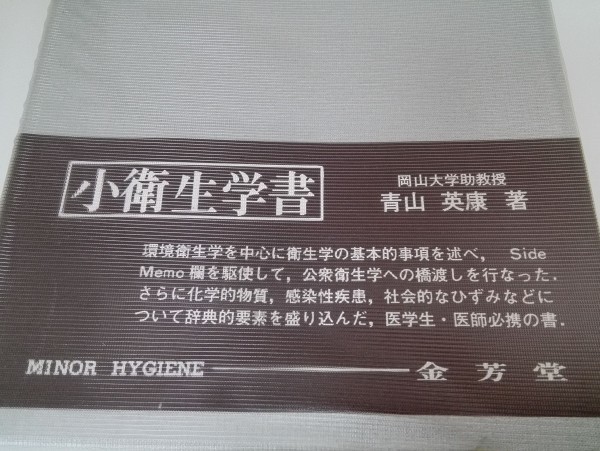 小衛生学書
岡山大学助教授
青山 英康 著
環境衛生学を中心に衛生学の基本的事項を述べ， Side
Memo 欄を駆使して，公衆衛生学への橋渡しを行なった．
さらに化学的物質，感染性疾患，社会的なひずみなどに
ついて辞典的要素を盛り込んだ，医学生・医師必携の書．
MINOR HYGIENE 金芳堂